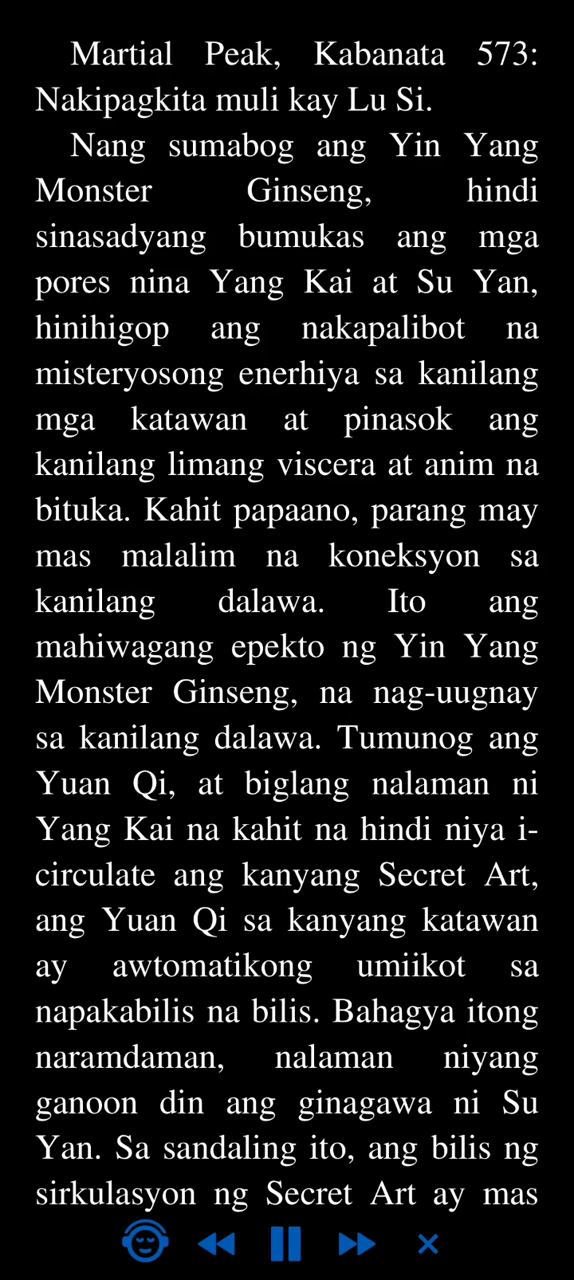 Martial Peak, Kabanata 573:
Nakipagkita muli kay Lu Si.
Nang sumabog ang Yin Yang
Monster Ginseng, hindi
sinasadyang bumukas ang mga
pores nina Yang Kai at Su Yan,
hinihigop ang nakapalibot na
misteryosong enerhiya sa kanilang
mga katawan at pinasok ang
kanilang limang viscera at anim na
bituka. Kahit papaano, parang may
mas malalim na koneksyon sa
kanilang dalawa. Ito ang
mahiwagang epekto ng Yin Yang
Monster Ginseng, na nag-uugnay
sa kanilang dalawa. Tumunog ang
Yuan Qi, at biglang nalaman ni
Yang Kai na kahit na hindi niya i-
circulate ang kanyang Secret Art,
ang Yuan Qi sa kanyang katawan
ay awtomatikong umiikot sa
napakabilis na bilis. Bahagya itong
naramdaman, nalaman niyang
ganoon din ang ginagawa ni Su
Yan. Sa sandaling ito, ang bilis ng
sirkulasyon ng Secret Art ay mas